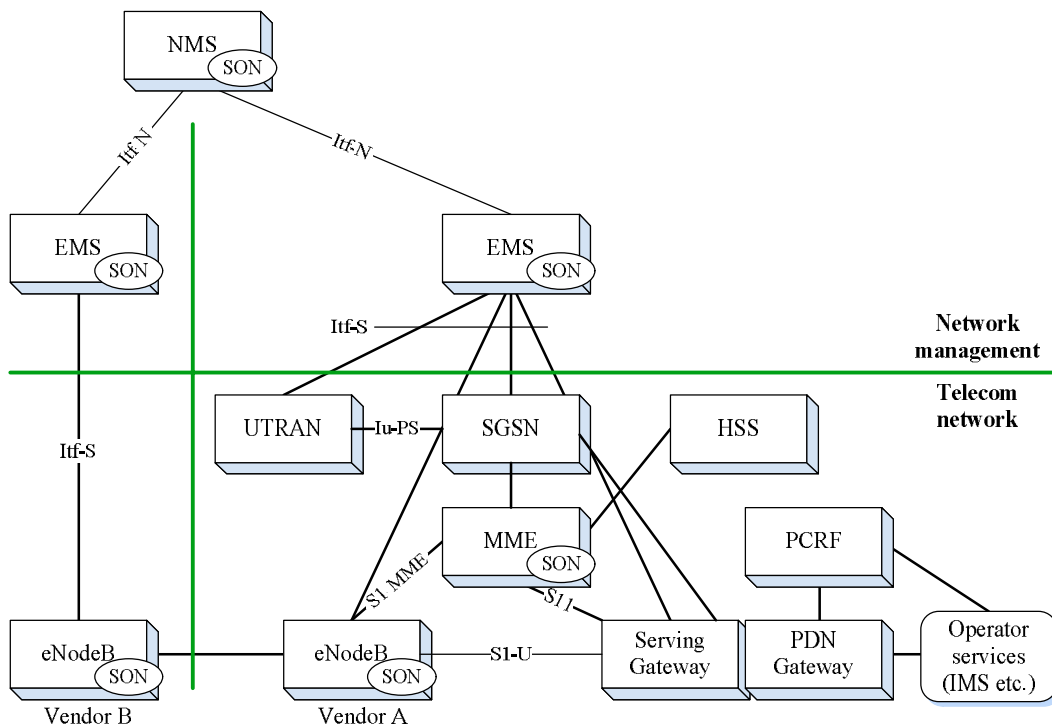 NMS
SON
Itf-N
Itf-N
EMS
SON
EMS
SON
Itf-S
Network
management
Telecom
network
UTRAN
Iu-PS
SGSN
HSS
Itf-S
MME
SON
PCRF
S1 MME
S11
eNodeB
SON
eNodeB
SON
S1-U
Serving
Gateway
PDN
Gateway
Operator
services
(IMS etc.)
Vendor B
Vendor A